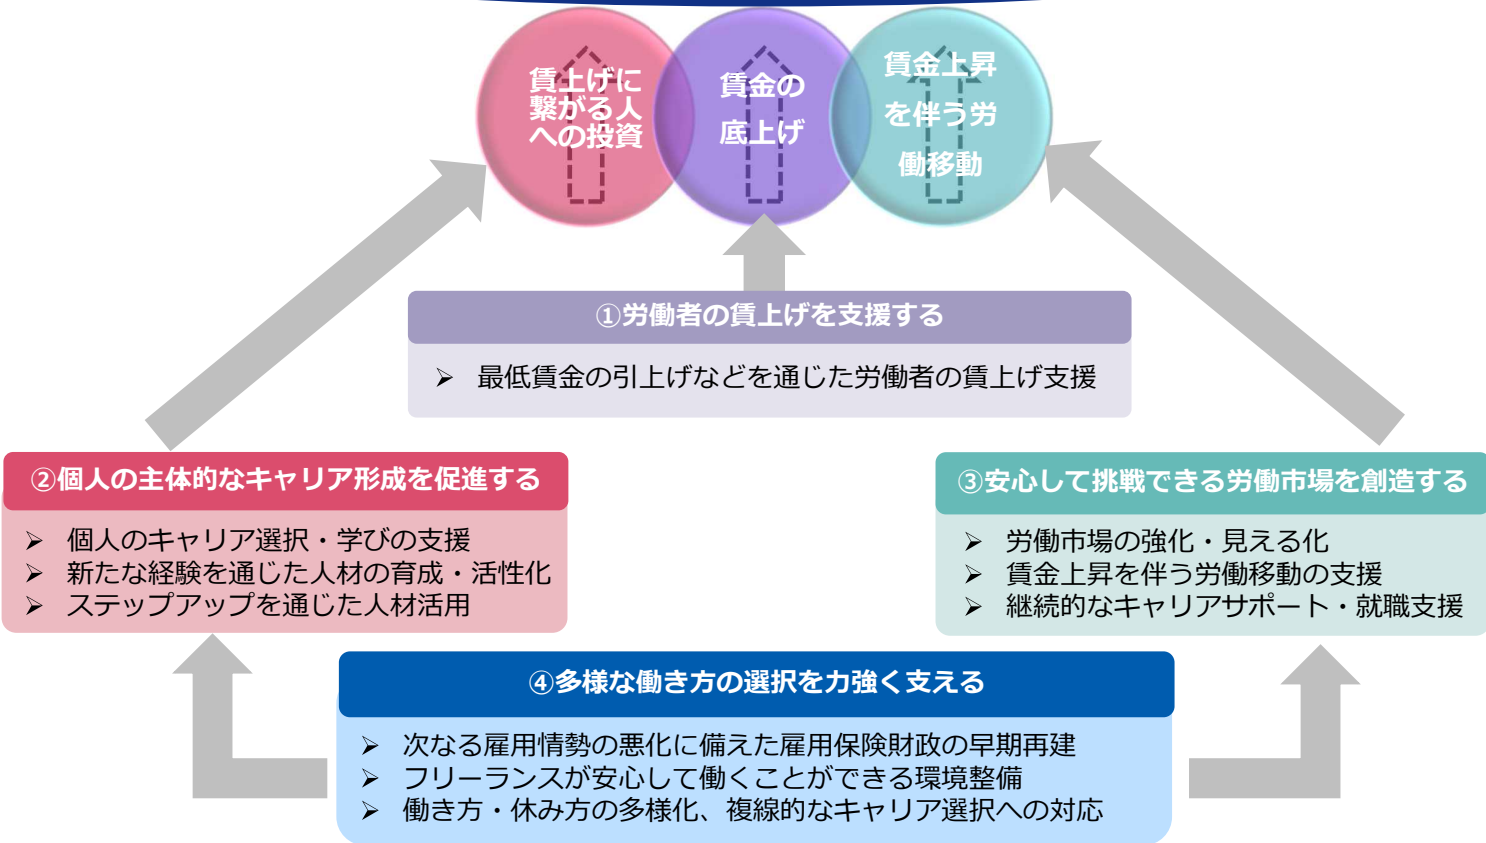 賃上げに
繋がる人
への投資
賃金の
底上げ
賃金上昇
を伴う労
働移動
①労働者の賃上げを支援する
➢ 最低賃金の引上げなどを通じた労働者の賃上げ支援
②個人の主体的なキャリア形成を促進する
➢ 個人のキャリア選択・学びの支援
➢ 新たな経験を通じた人材の育成・活性化
➢ ステップアップを通じた人材活用
③安心して挑戦できる労働市場を創造する
➢ 労働市場の強化・見える化
➢ 賃金上昇を伴う労働移動の支援
➢ 継続的なキャリアサポート・就職支援
④多様な働き方の選択を力強く支える
➢ 次なる雇用情勢の悪化に備えた雇用保険財政の早期再建
➢ フリーランスが安心して働くことができる環境整備
➢ 働き方・休み方の多様化、複線的なキャリア選択への対応